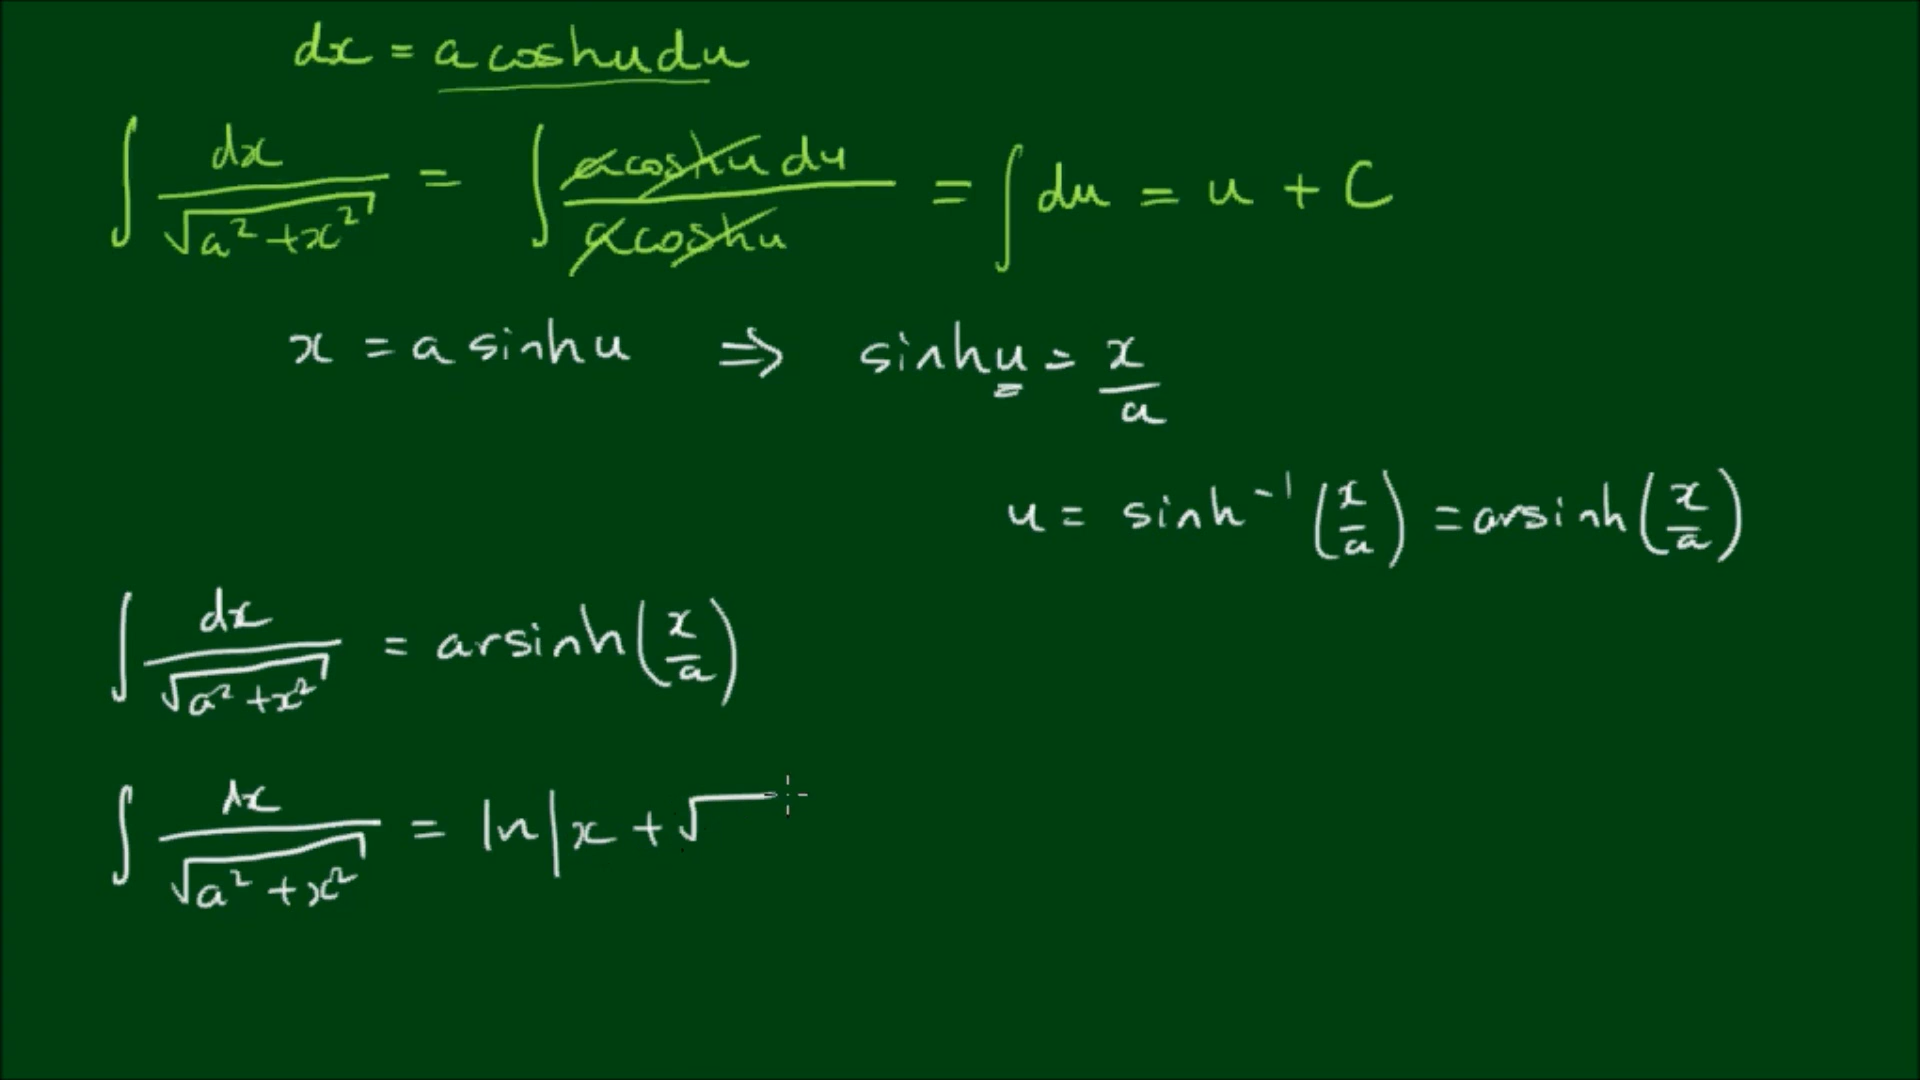 dx = a cosh u du
∫ dx / √(a² + x²) = ∫ a cosh u du / a cosh u = ∫ du = u + C
x = a sinh u ⇒ sinh u = x/a
u = sinh⁻¹ (x/a) = arsinh (x/a)
∫ dx / √(a² + x²) = arsinh (x/a)
∫ dx / √(a² + x²) = ln | x + √